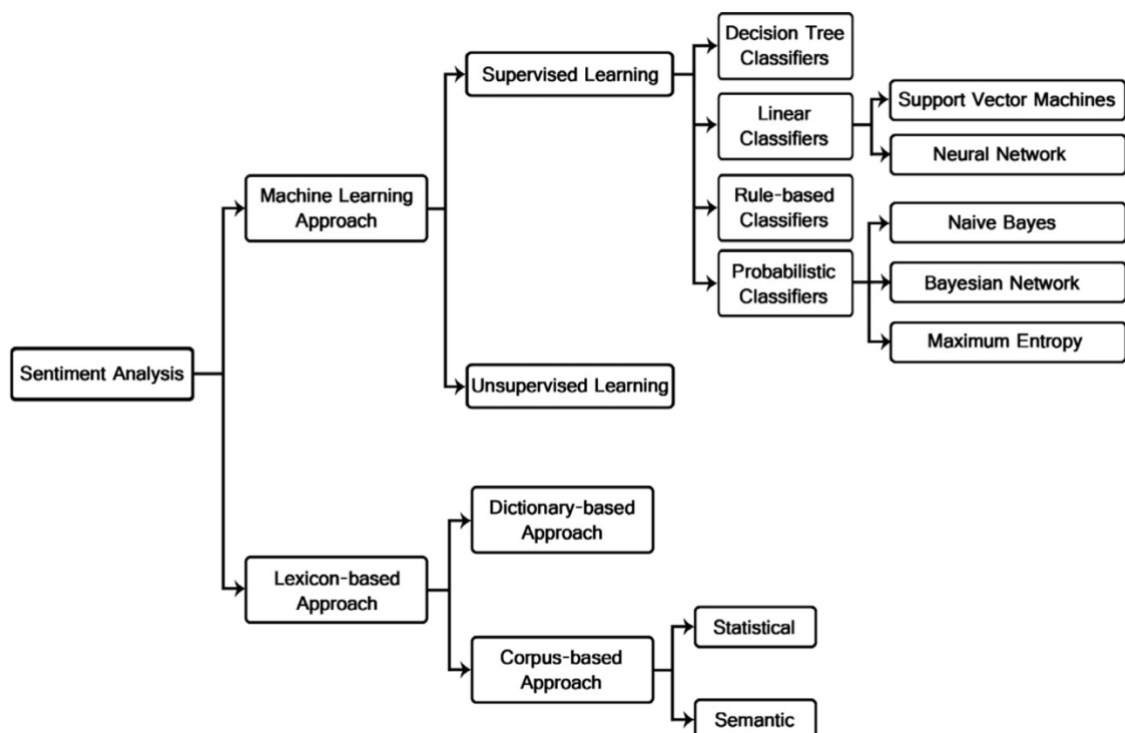 Decision Tree
Classifiers
Supervised Learning
Support Vector Machines
Linear
Classifiers
Neural Network
Machine Learning
Approach
Rule-based
Classifiers
Naive Bayes
Probabilistic
Classifiers
Bayesian Network
Maximum Entropy
Sentiment Analysis
Unsupervised Learning
Dictionary-based
Approach
Lexicon-based
Approach
Statistical
Corpus-based
Approach
Semantic